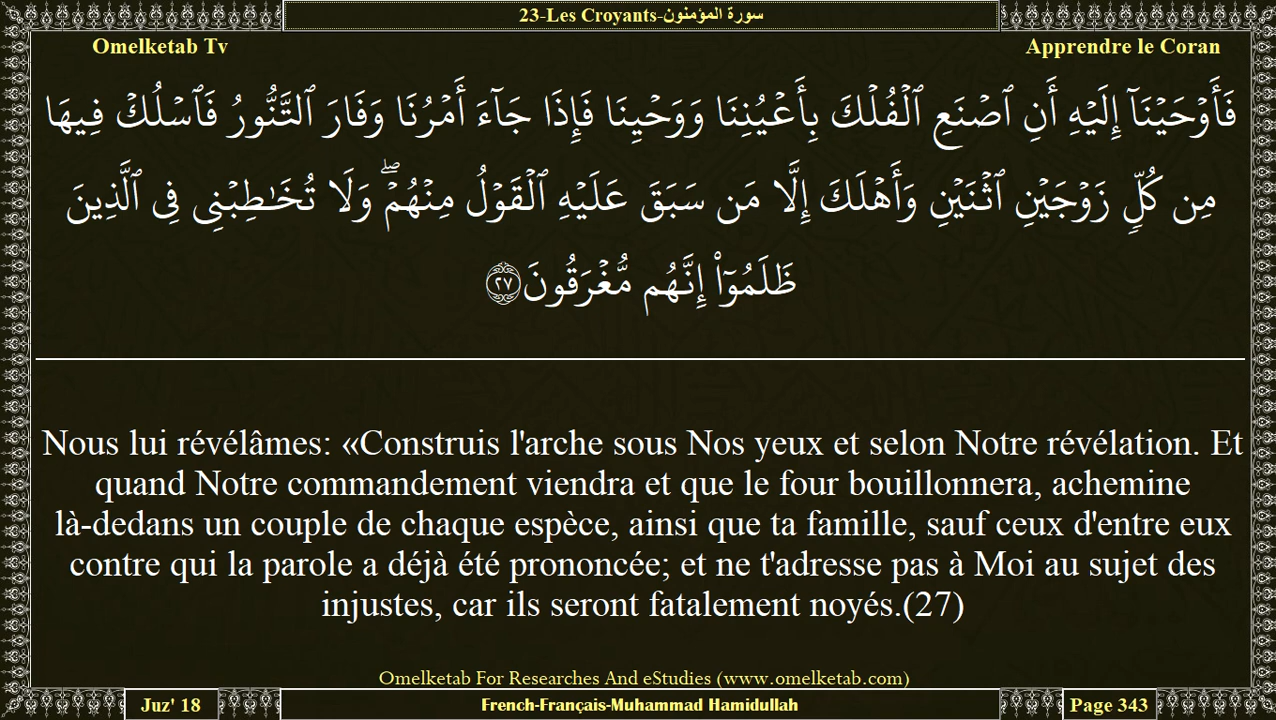 23-Les Croyants-سورة المؤمنون
Omelketab Tv
Apprendre le Coran
فَأَوْحَيْنَآ إِلَيْهِ أَنِ ٱصْنَعِ ٱلْفُلْكَ بِأَعْيُنِنَا وَوَحْيِنَا فَإِذَا جَآءَ أَمْرُنَا وَفَارَ ٱلتَّنُّورُ فَٱسْلُكْ فِيهَا
مِن كُلٍّ زَوْجَيْنِ ٱثْنَيْنِ وَأَهْلَكَ إِلَّا مَن سَبَقَ عَلَيْهِ ٱلْقَوْلُ مِنْهُمْ ۖ وَلَا تُخَٰطِبْنِى فِى ٱلَّذِينَ
ظَلَمُوٓا۟ إِنَّهُم مُّغْرَقُونَ ٢٧
Nous lui révélâmes: «Construis l'arche sous Nos yeux et selon Notre révélation. Et
quand Notre commandement viendra et que le four bouillonnera, achemine
là-dedans un couple de chaque espèce, ainsi que ta famille, sauf ceux d'entre eux
contre qui la parole a déjà été prononcée; et ne t'adresse pas à Moi au sujet des
injustes, car ils seront fatalement noyés.(27)
Omelketab For Researches And eStudies (www.omelketab.com)
Juz' 18
French-Français-Muhammad Hamidullah
Page 343